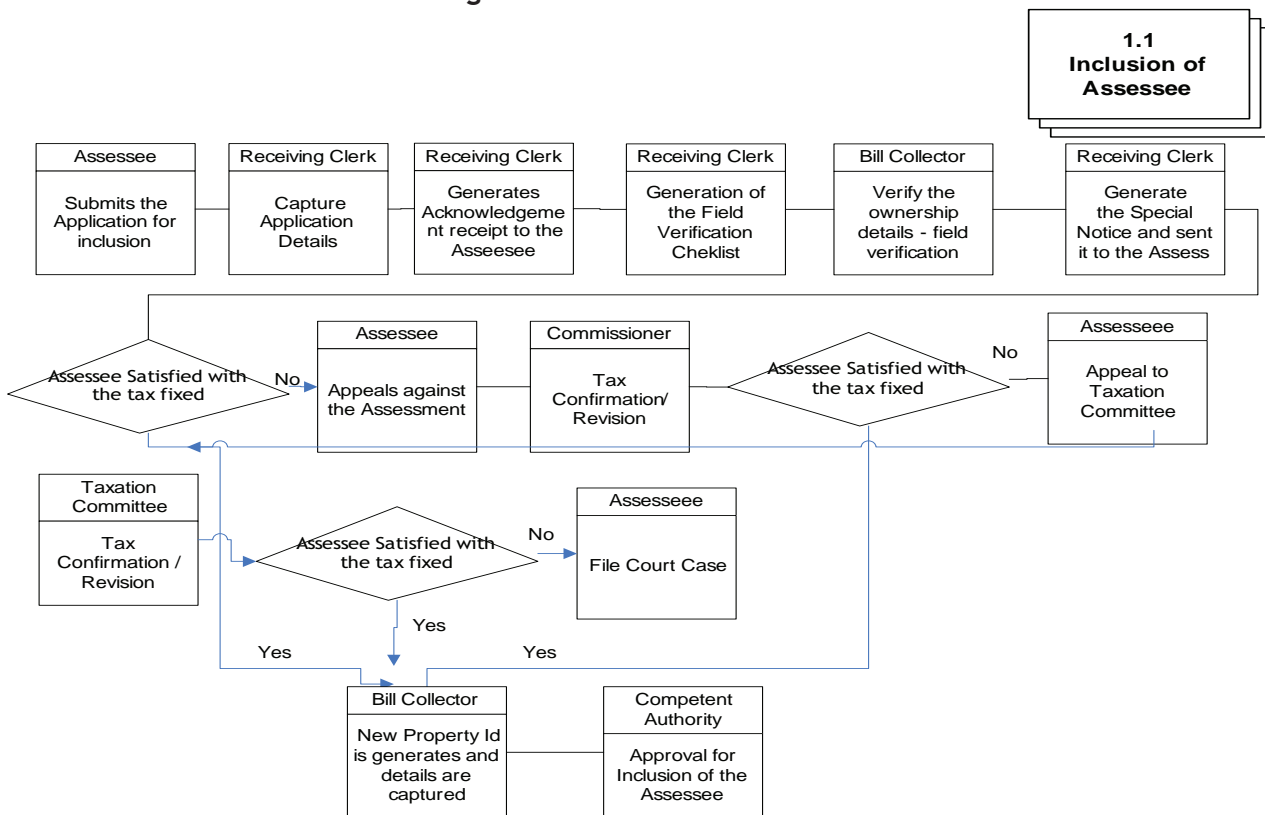 1.1
Inclusion of
Assessee
Assessee
Submits the
Application for
inclusion
Receiving Clerk
Capture
Application
Details
Receiving Clerk
Generates
Acknowledgeme
nt receipt to the
Asseesee
Receiving Clerk
Generation of
the Field
Verification
Cheklist
Bill Collector
Verify the
ownership
details - field
verification
Receiving Clerk
Generate
the Special
Notice and sent
it to the Assess
Assessee Satisfied with
the tax fixed
No
Assessee
Appeals against
the Assessment
Commissioner
Tax
Confirmation/
Revision
Assessee Satisfied with
the tax fixed
No
Assesseee
Appeal to
Taxation
Committee
Taxation
Committee
Tax
Confirmation /
Revision
Assessee Satisfied with
the tax fixed
No
Assesseee
File Court Case
Yes
Yes
Yes
Bill Collector
New Property Id
is generates and
details are
captured
Competent
Authority
Approval for
Inclusion of the
Assessee